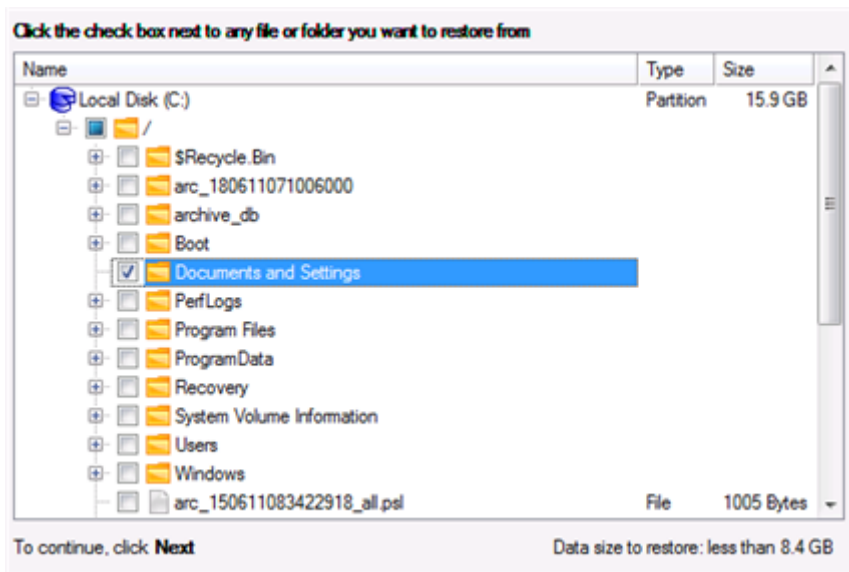 Click the check box next to any file or folder you want to restore from
Name Type Size
Local Disk (C:) Partition 15.9 GB
/
$Recycle.Bin
arc_180611071006000
archive_db
Boot
Documents and Settings
PerfLogs
Program Files
ProgramData
Recovery
System Volume Information
Users
Windows
arc_150611083422918_all.psl File 1005 Bytes
To continue, click Next Data size to restore: less than 8.4 GB